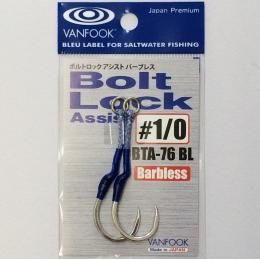 Japan Premium
VANFOOK®
BLEU LABEL FOR SALTWATER FISHING
ボルトロック アシスト バーブレス
Bolt
Lock
Assist
#1/0
BTA-76 BL
Barbless
VANFOOK
Made in JAPAN